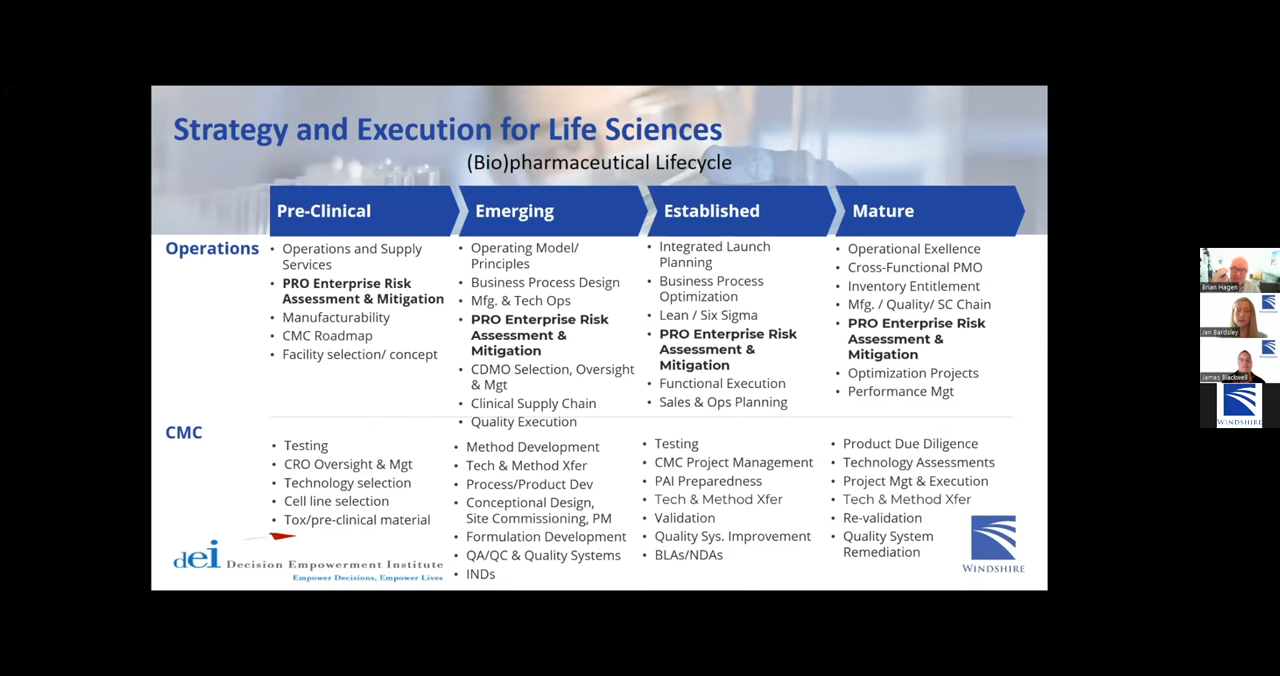 Strategy and Execution for Life Sciences
(Bio)pharmaceutical Lifecycle
Pre-Clinical
Emerging
Established
Mature
Operations
• Operations and Supply
Services
• PRO Enterprise Risk
Assessment & Mitigation
• Manufacturability
• CMC Roadmap
• Facility selection/ concept
• Operating Model/
Principles
• Business Process Design
• Mfg. & Tech Ops
• PRO Enterprise Risk
Assessment &
Mitigation
• CDMO Selection, Oversight
& Mgt
• Clinical Supply Chain
• Quality Execution
• Integrated Launch
Planning
• Business Process
Optimization
• Lean / Six Sigma
• PRO Enterprise Risk
Assessment &
Mitigation
• Functional Execution
• Sales & Ops Planning
• Operational Exellence
• Cross-Functional PMO
• Inventory Entitlement
• Mfg. / Quality/ SC Chain
• PRO Enterprise Risk
Assessment &
Mitigation
• Optimization Projects
• Performance Mgt
CMC
• Testing
• CRO Oversight & Mgt
• Technology selection
• Cell line selection
• Tox/pre-clinical material
• Method Development
• Tech & Method Xfer
• Process/Product Dev
• Conceptional Design,
Site Commissioning, PM
• Formulation Development
• QA/QC & Quality Systems
• INDs
• Testing
• CMC Project Management
• PAI Preparedness
• Tech & Method Xfer
• Validation
• Quality Sys. Improvement
• BLAs/NDAs
• Product Due Diligence
• Technology Assessments
• Project Mgt & Execution
• Tech & Method Xfer
• Re-validation
• Quality System
Remediation
dei Decision Empowerment Institute
Empower Decisions, Empower Lives
WINDSHIRE
Brian Hagen
Jen Bardsley
James Blackwell
WINDSHIRE